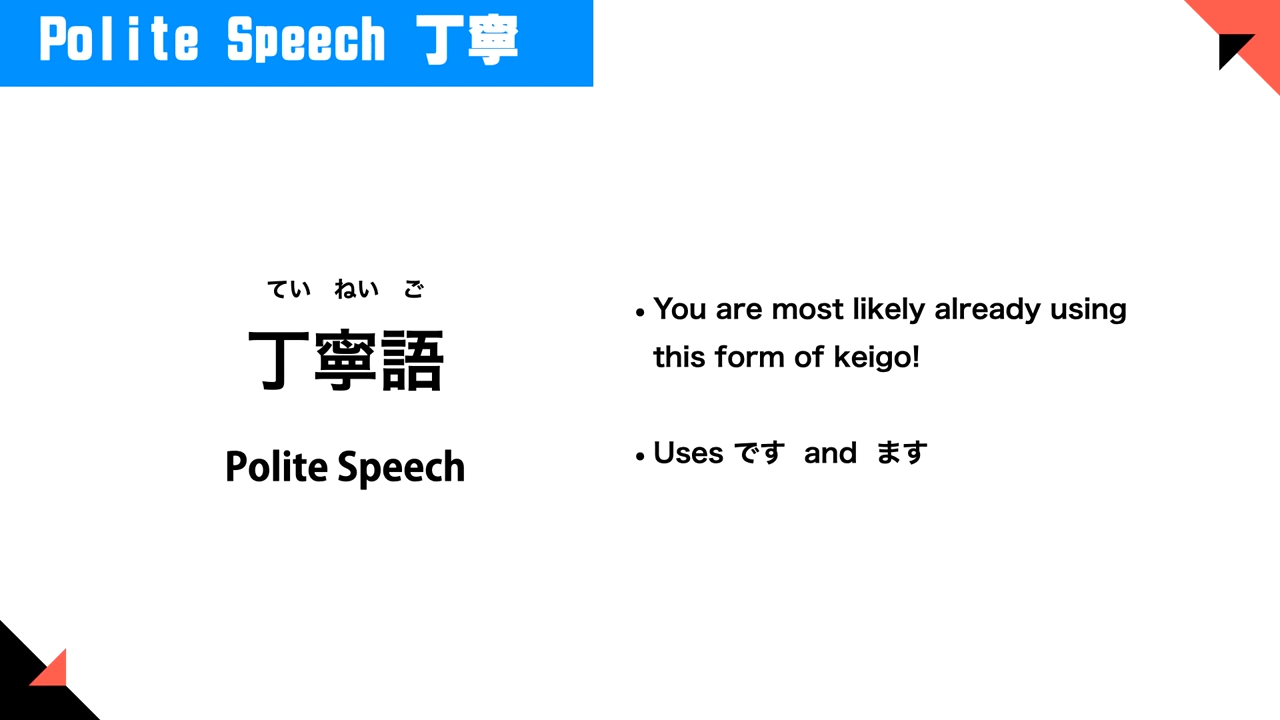 Polite Speech 丁寧
てい ねい ご
丁寧語
Polite Speech
• You are most likely already using
this form of keigo!
• Uses です and ます